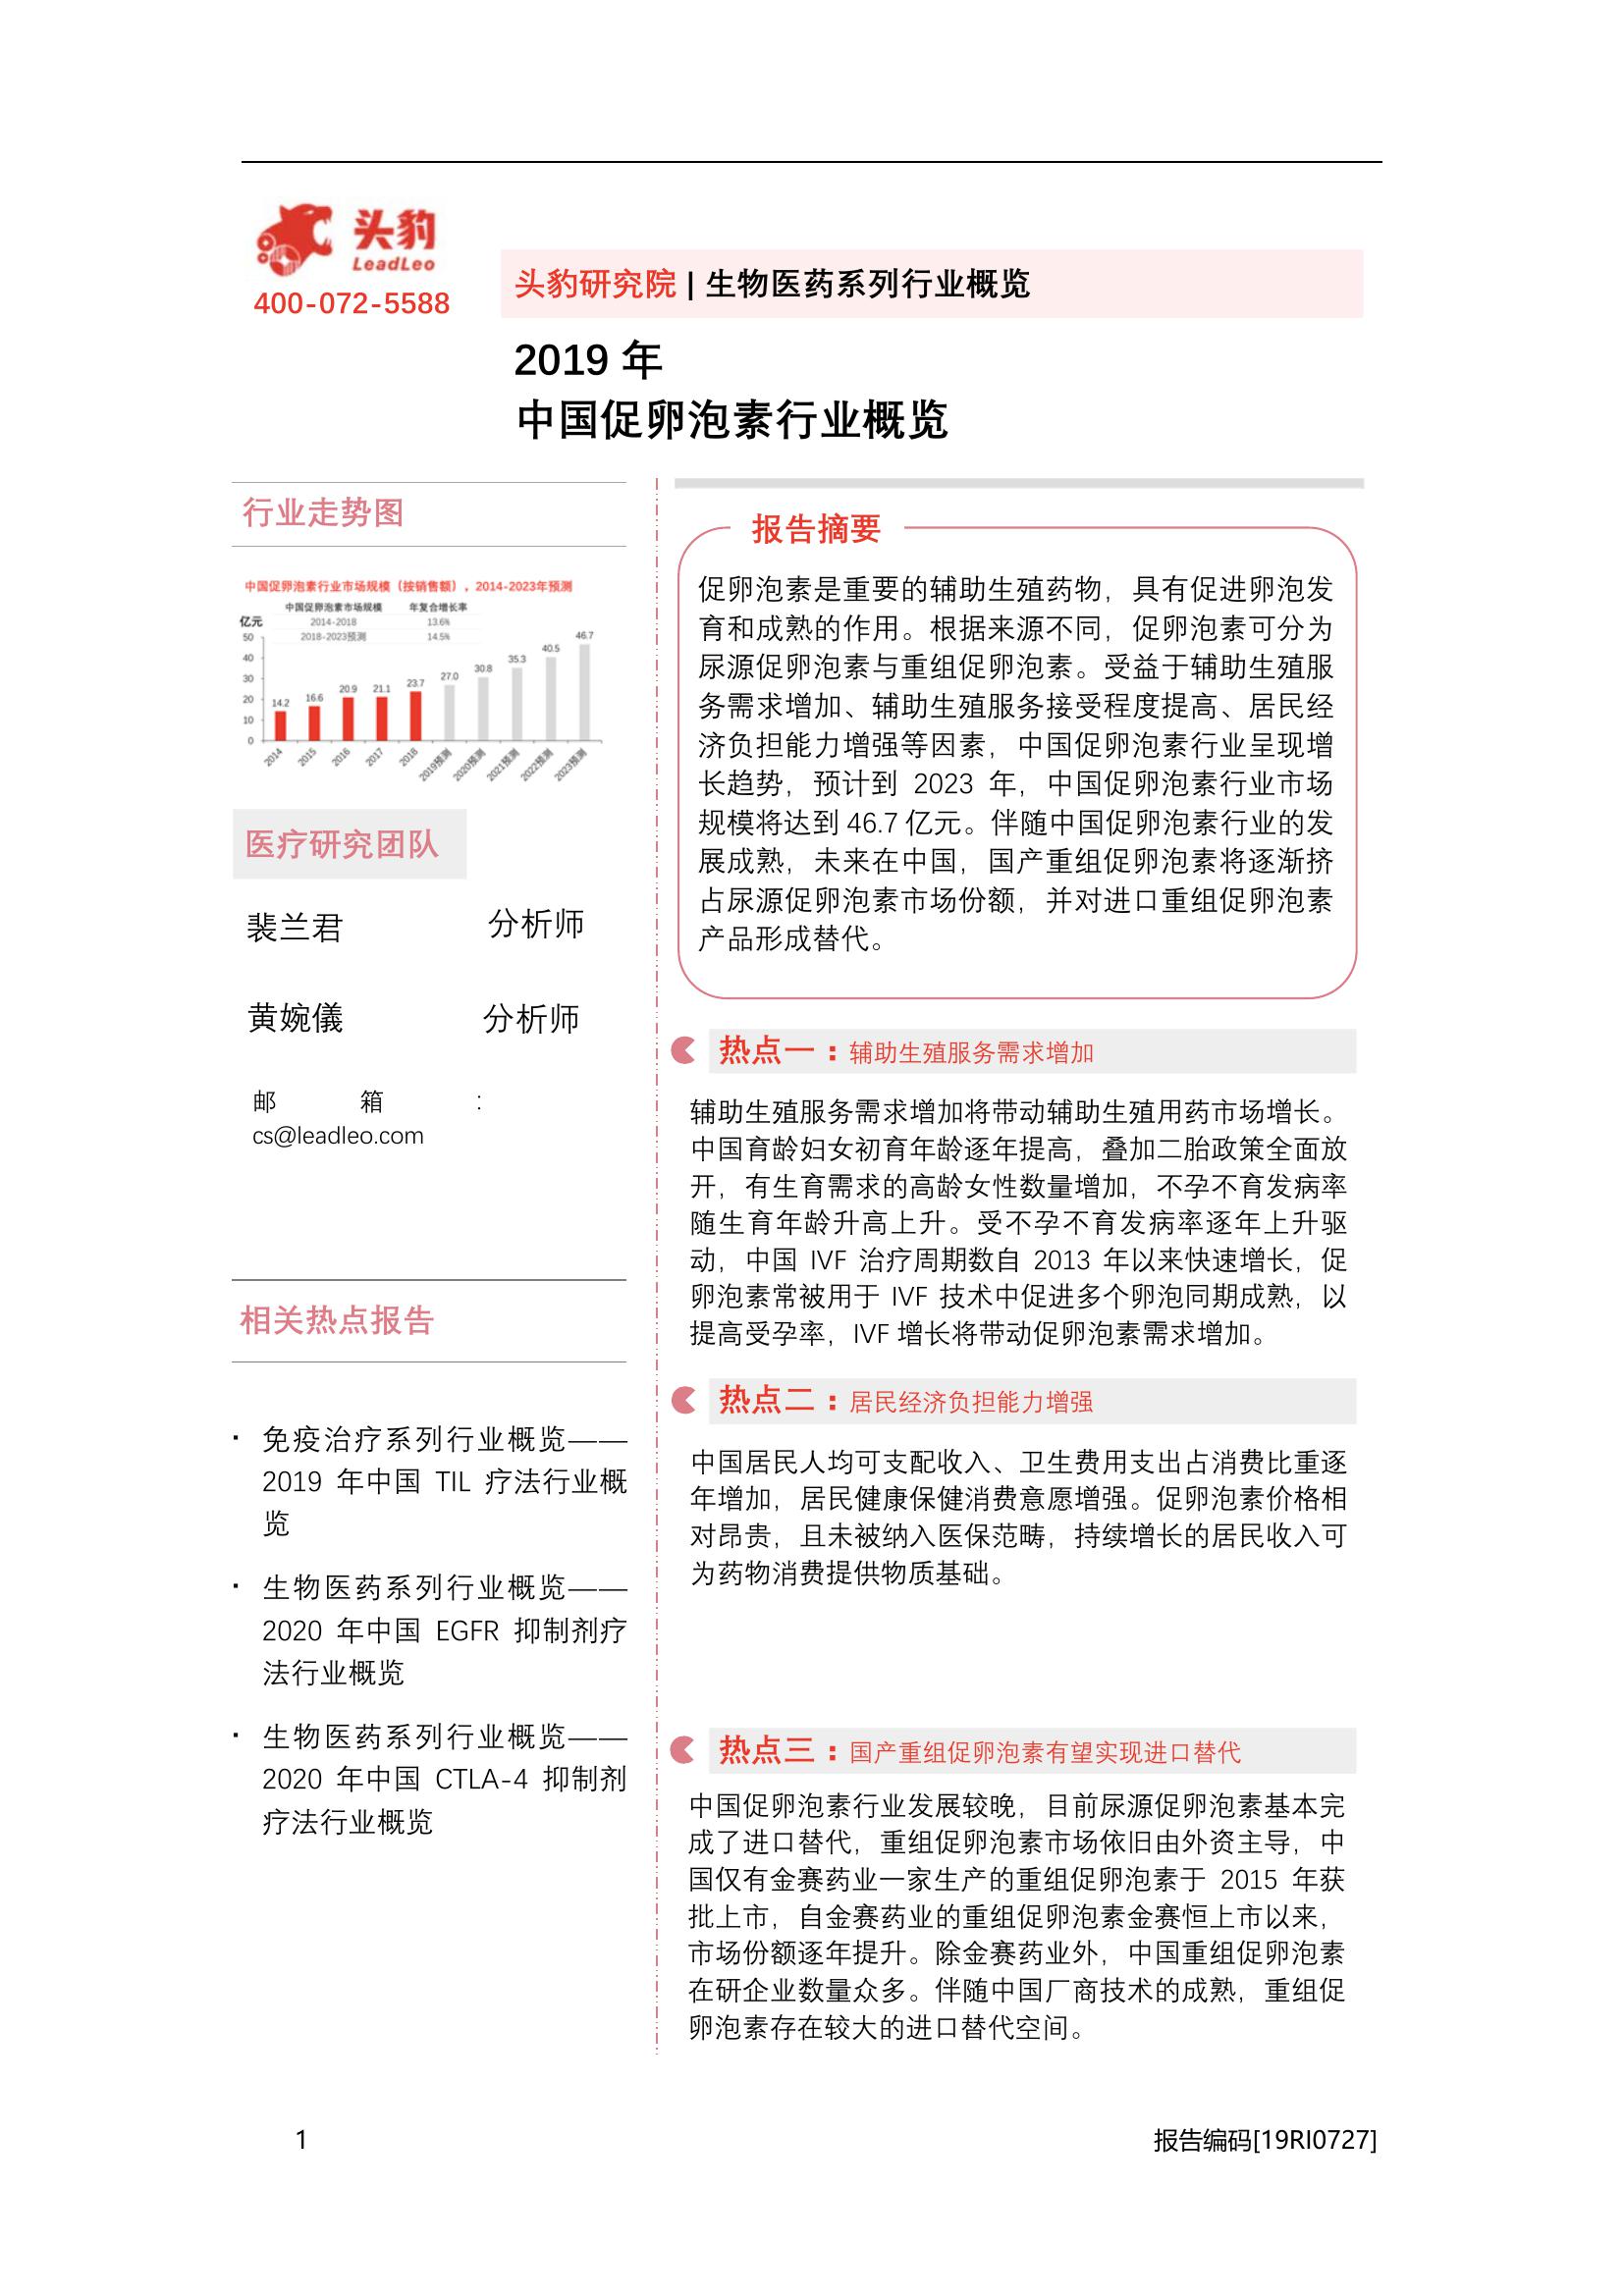 头豹
LeadLeo
400-072-5588
头豹研究院 | 生物医药系列行业概览
2019 年
中国促卵泡素行业概览
行业走势图
中国促卵泡素行业市场规模（按销售额），2014-2023年预测
中国促卵泡素市场规模 年复合增长率
2014-2018 13.6%
2018-2023预测 14.5%
亿元
50
40
30
20
10
0
14.2 16.6 20.9 21.1 23.7 27.0 30.8 35.3 40.5 46.7
2014 2015 2016 2017 2018 2019预测 2020预测 2021预测 2022预测 2023预测
医疗研究团队
裴兰君 分析师
黄婉儀 分析师
邮 箱 ：
cs@leadleo.com
相关热点报告
· 免疫治疗系列行业概览——
2019 年中国 TIL 疗法行业概
览
· 生物医药系列行业概览——
2020 年中国 EGFR 抑制剂疗
法行业概览
· 生物医药系列行业概览——
2020 年中国 CTLA-4 抑制剂
疗法行业概览
报告摘要
促卵泡素是重要的辅助生殖药物，具有促进卵泡发
育和成熟的作用。根据来源不同，促卵泡素可分为
尿源促卵泡素与重组促卵泡素。受益于辅助生殖服
务需求增加、辅助生殖服务接受程度提高、居民经
济负担能力增强等因素，中国促卵泡素行业呈现增
长趋势，预计到 2023 年，中国促卵泡素行业市场
规模将达到 46.7 亿元。伴随中国促卵泡素行业的发
展成熟，未来在中国，国产重组促卵泡素将逐渐挤
占尿源促卵泡素市场份额，并对进口重组促卵泡素
产品形成替代。
热点一：辅助生殖服务需求增加
辅助生殖服务需求增加将带动辅助生殖用药市场增长。
中国育龄妇女初育年龄逐年提高，叠加二胎政策全面放
开，有生育需求的高龄女性数量增加，不孕不育发病率
随生育年龄升高上升。受不孕不育发病率逐年上升驱
动，中国 IVF 治疗周期数自 2013 年以来快速增长，促
卵泡素常被用于 IVF 技术中促进多个卵泡同期成熟，以
提高受孕率，IVF 增长将带动促卵泡素需求增加。
热点二：居民经济负担能力增强
中国居民人均可支配收入、卫生费用支出占消费比重逐
年增加，居民健康保健消费意愿增强。促卵泡素价格相
对昂贵，且未被纳入医保范畴，持续增长的居民收入可
为药物消费提供物质基础。
热点三：国产重组促卵泡素有望实现进口替代
中国促卵泡素行业发展较晚，目前尿源促卵泡素基本完
成了进口替代，重组促卵泡素市场依旧由外资主导，中
国仅有金赛药业一家生产的重组促卵泡素于 2015 年获
批上市，自金赛药业的重组促卵泡素金赛恒上市以来，
市场份额逐年提升。除金赛药业外，中国重组促卵泡素
在研企业数量众多。伴随中国厂商技术的成熟，重组促
卵泡素存在较大的进口替代空间。
1 报告编码[19RI0727]